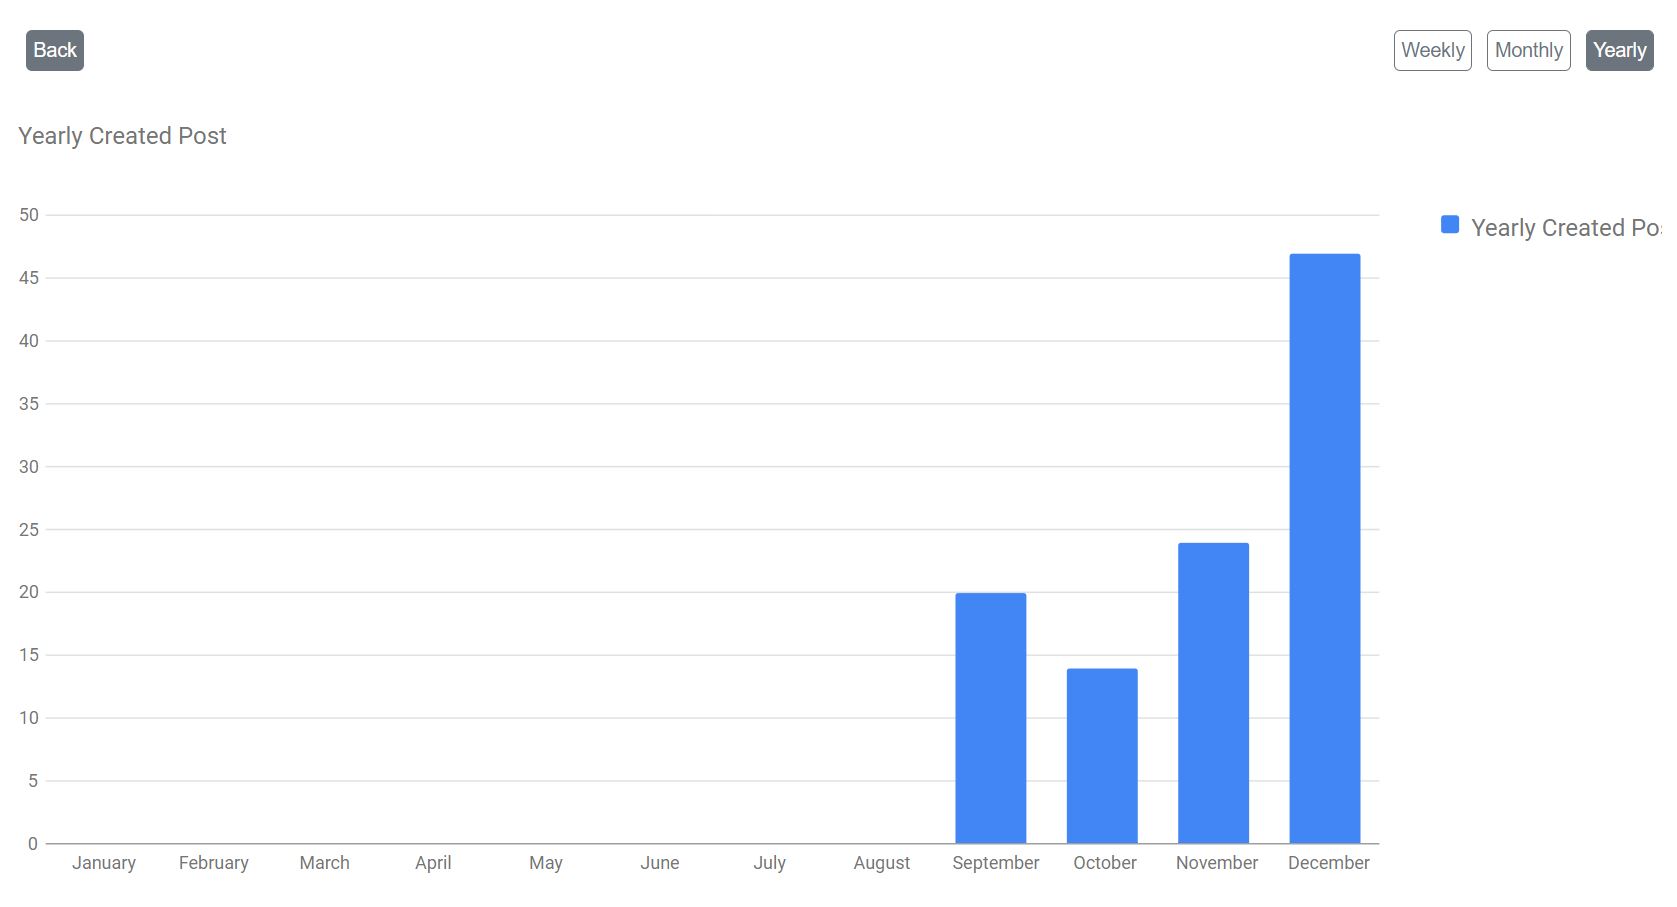 Back
Weekly Monthly Yearly
Yearly Created Post
50
Yearly Created Po
45
40
35
30
25
20
15
10
5
0
January February March April May June July August September October November December